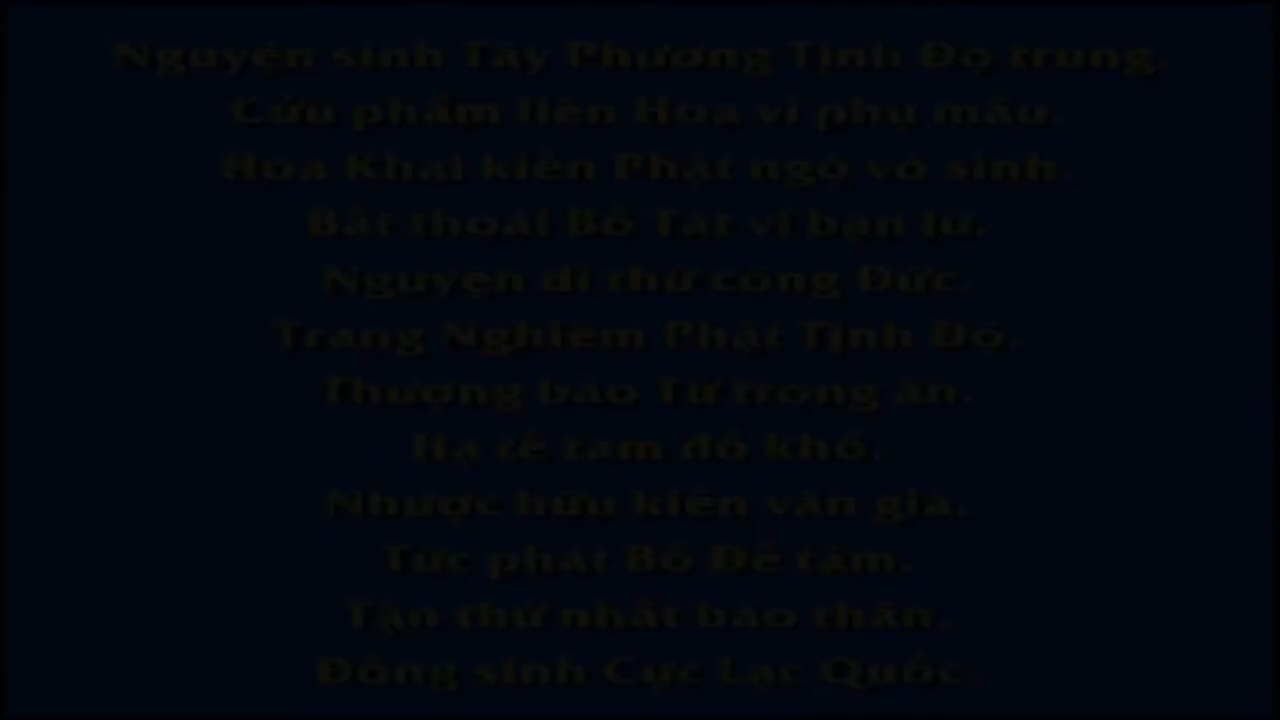 Nguyện sinh Tây Phương Tịnh Độ trung.
Cửu phẩm liên Hoa vi phụ mẫu.
Hoa Khai kiến Phật ngộ vô sinh.
Bất thoái Bồ Tát vi bạn lữ.
Nguyện dĩ thử công Đức.
Trang Nghiêm Phật Tịnh Độ.
Thượng báo Tứ trọng ân.
Hạ tế tam đồ khổ.
Nhược hữu kiến văn giả.
Tức phát Bồ Đề tâm.
Tận thử nhất báo thân.
Đồng sinh Cực Lạc Quốc.